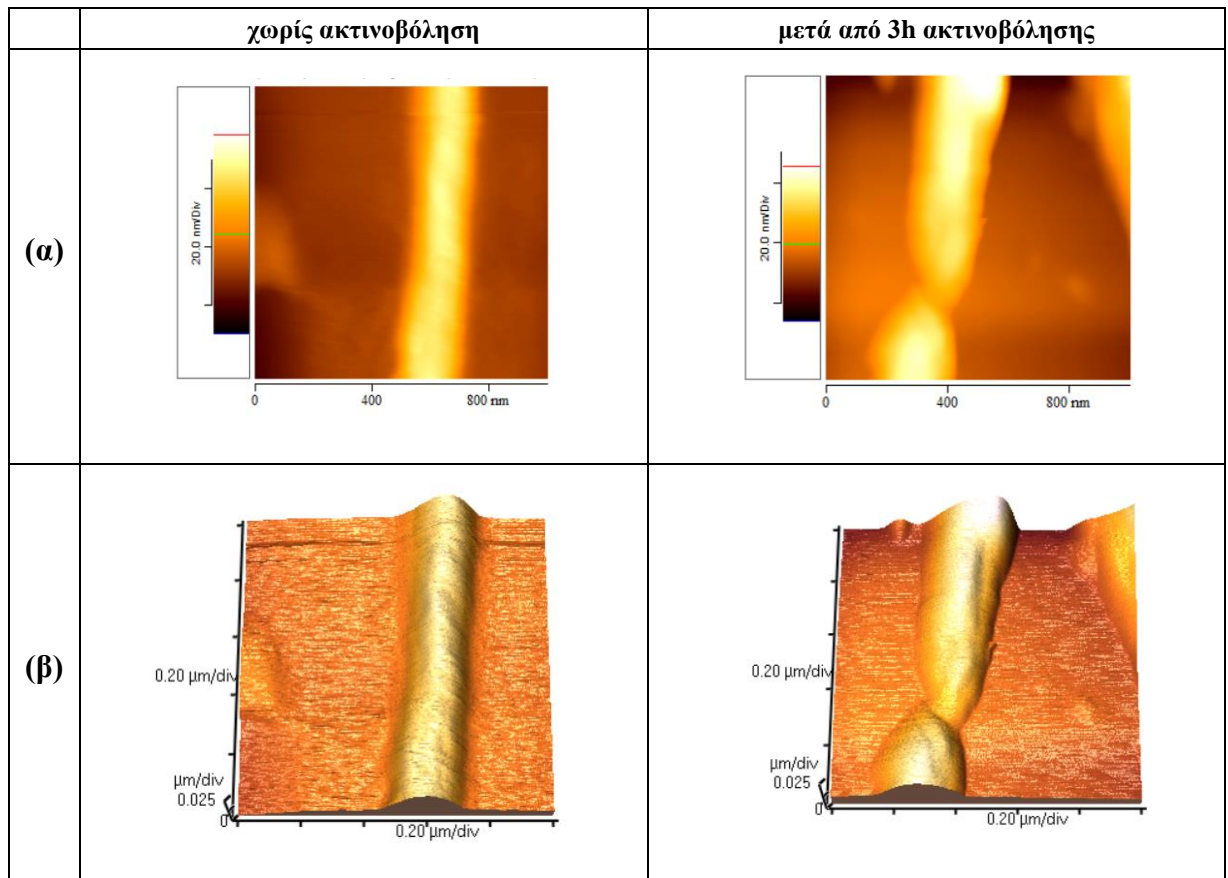 χωρίς ακτινοβόληση
μετά από 3h ακτινοβόλησης
(α)
20.0 nm/Div
0 400 800 nm
20.0 nm/Div
0 400 800 nm
(β)
0.20 μm/div
μm/div
0.025
0
0.20 μm/div
0.20 μm/div
μm/div
0.025
0
0.20 μm/div